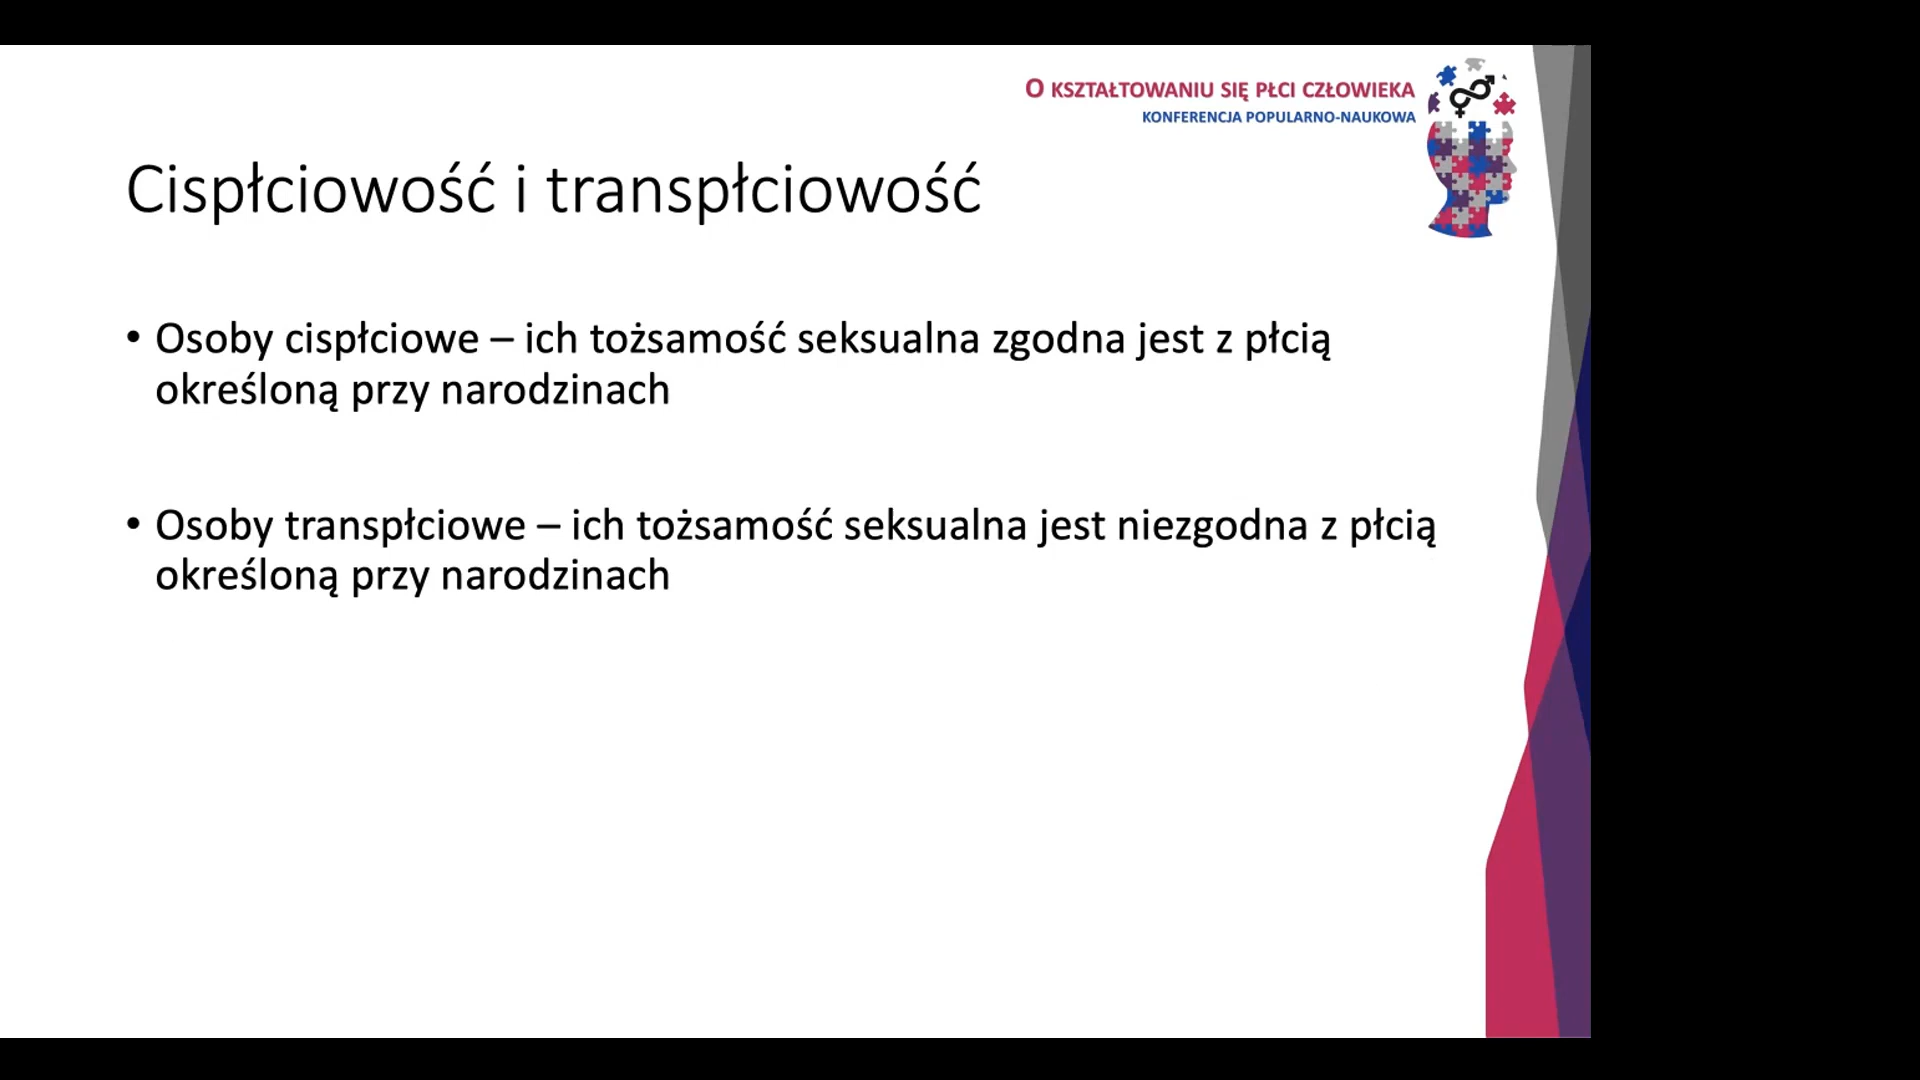 O KSZTAŁTOWANIU SIĘ PŁCI CZŁOWIEKA
KONFERENCJA POPULARNO-NAUKOWA
Cispłciowość i transpłciowość
• Osoby cispłciowe – ich tożsamość seksualna zgodna jest z płcią
określoną przy narodzinach
• Osoby transpłciowe – ich tożsamość seksualna jest niezgodna z płcią
określoną przy narodzinach